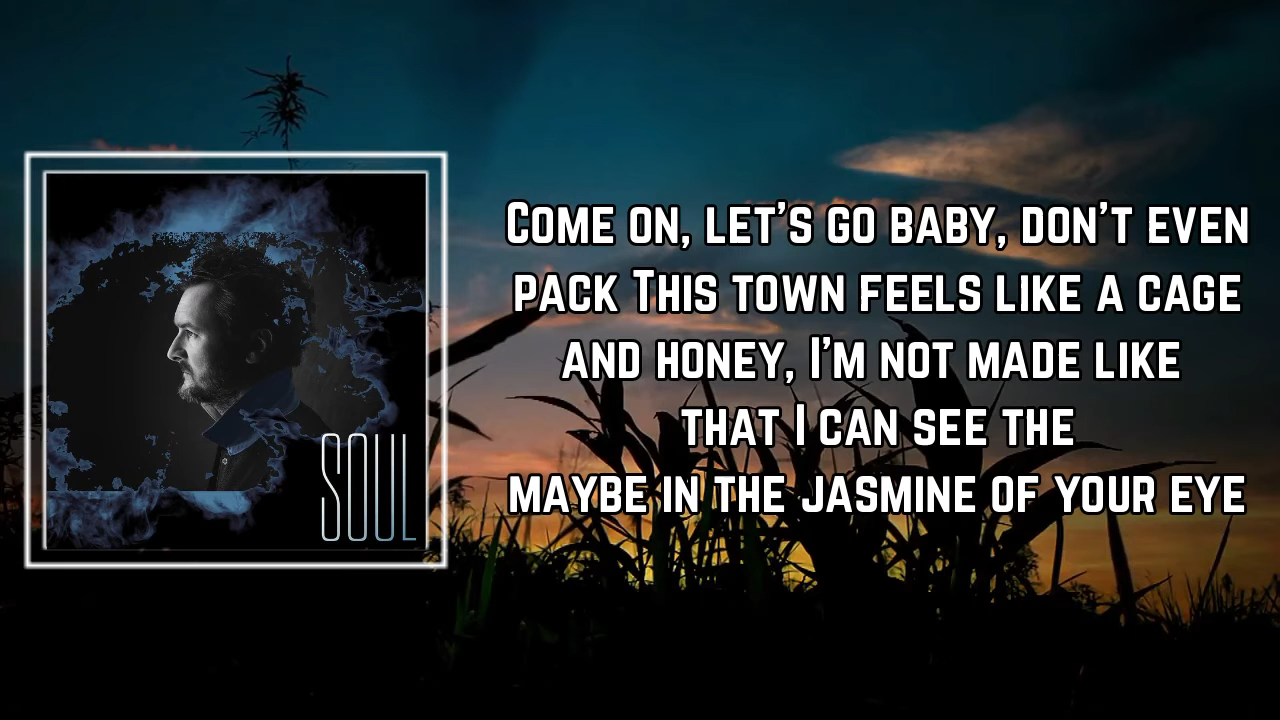 SOUL
Come on, let's go baby, don't even
pack This town feels like a cage
and honey, I'm not made like
that I can see the
maybe in the jasmine of your eye